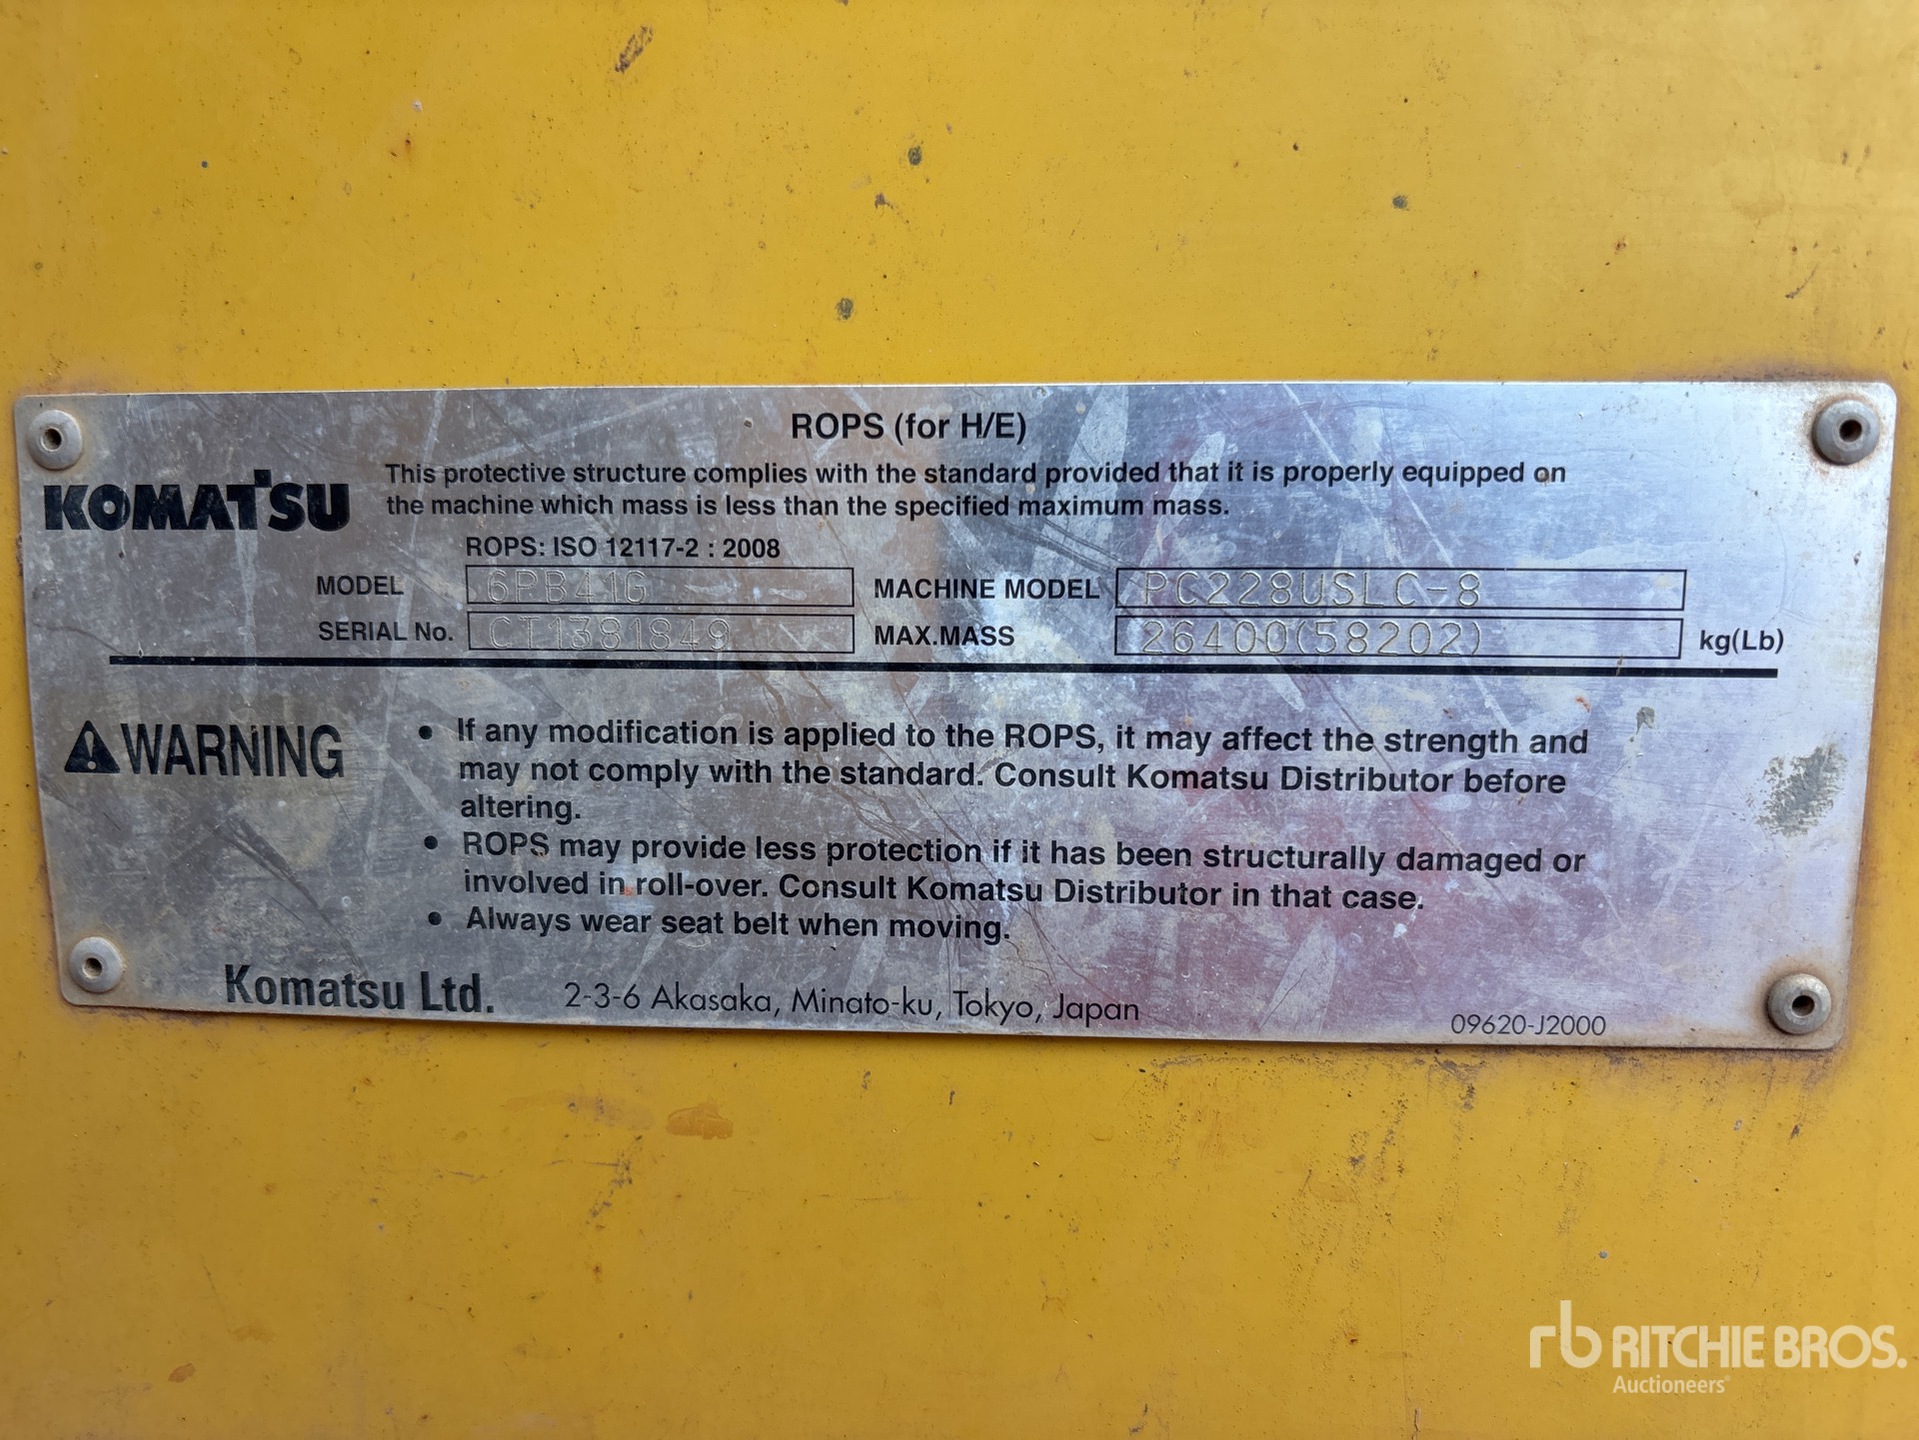 ROPS (for H/E)
KOMATSU
This protective structure complies with the standard provided that it is properly equipped on
the machine which mass is less than the specified maximum mass.
ROPS: ISO 12117-2 : 2008
MODEL 6PB41G MACHINE MODEL PC228USLC-8
SERIAL No. CT1381849 MAX.MASS 26400(58202) kg(Lb)
WARNING
• If any modification is applied to the ROPS, it may affect the strength and
may not comply with the standard. Consult Komatsu Distributor before
altering.
• ROPS may provide less protection if it has been structurally damaged or
involved in roll-over. Consult Komatsu Distributor in that case.
• Always wear seat belt when moving.
Komatsu Ltd. 2-3-6 Akasaka, Minato-ku, Tokyo, Japan
09620-J2000
rb RITCHIE BROS.
Auctioneers